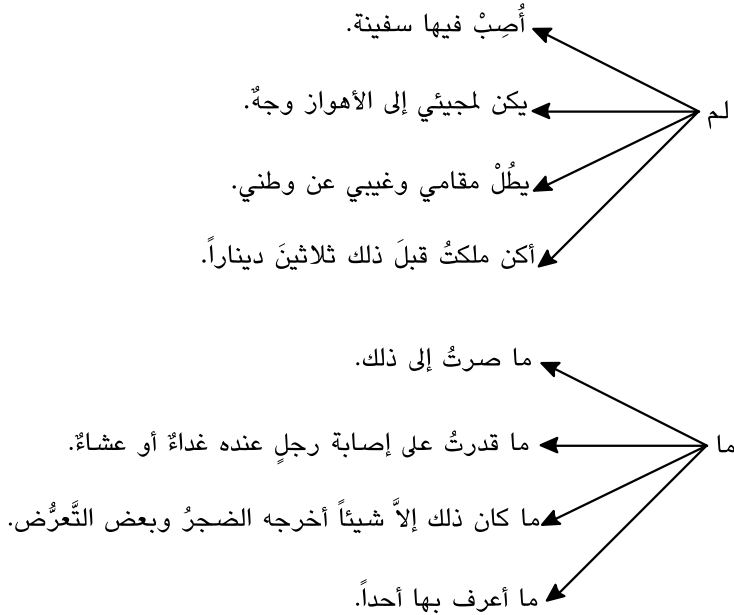 أُصِبْ فيها سفينة.
يكن لمجيئي إلى الأهواز وجهٌ.
لم
يطُلْ مقامي وغيبي عن وطني.
أكن ملكتُ قبلَ ذلك ثلاثينَ ديناراً.
ما صرتُ إلى ذلك.
ما قدرتُ على إصابة رجلٍ عنده غداءٌ أو عشاءٌ.
ما
ما كان ذلك إلاَّ شيئاً أخرجه الضجرُ وبعض التَّعرُّض.
ما أعرف بها أحداً.